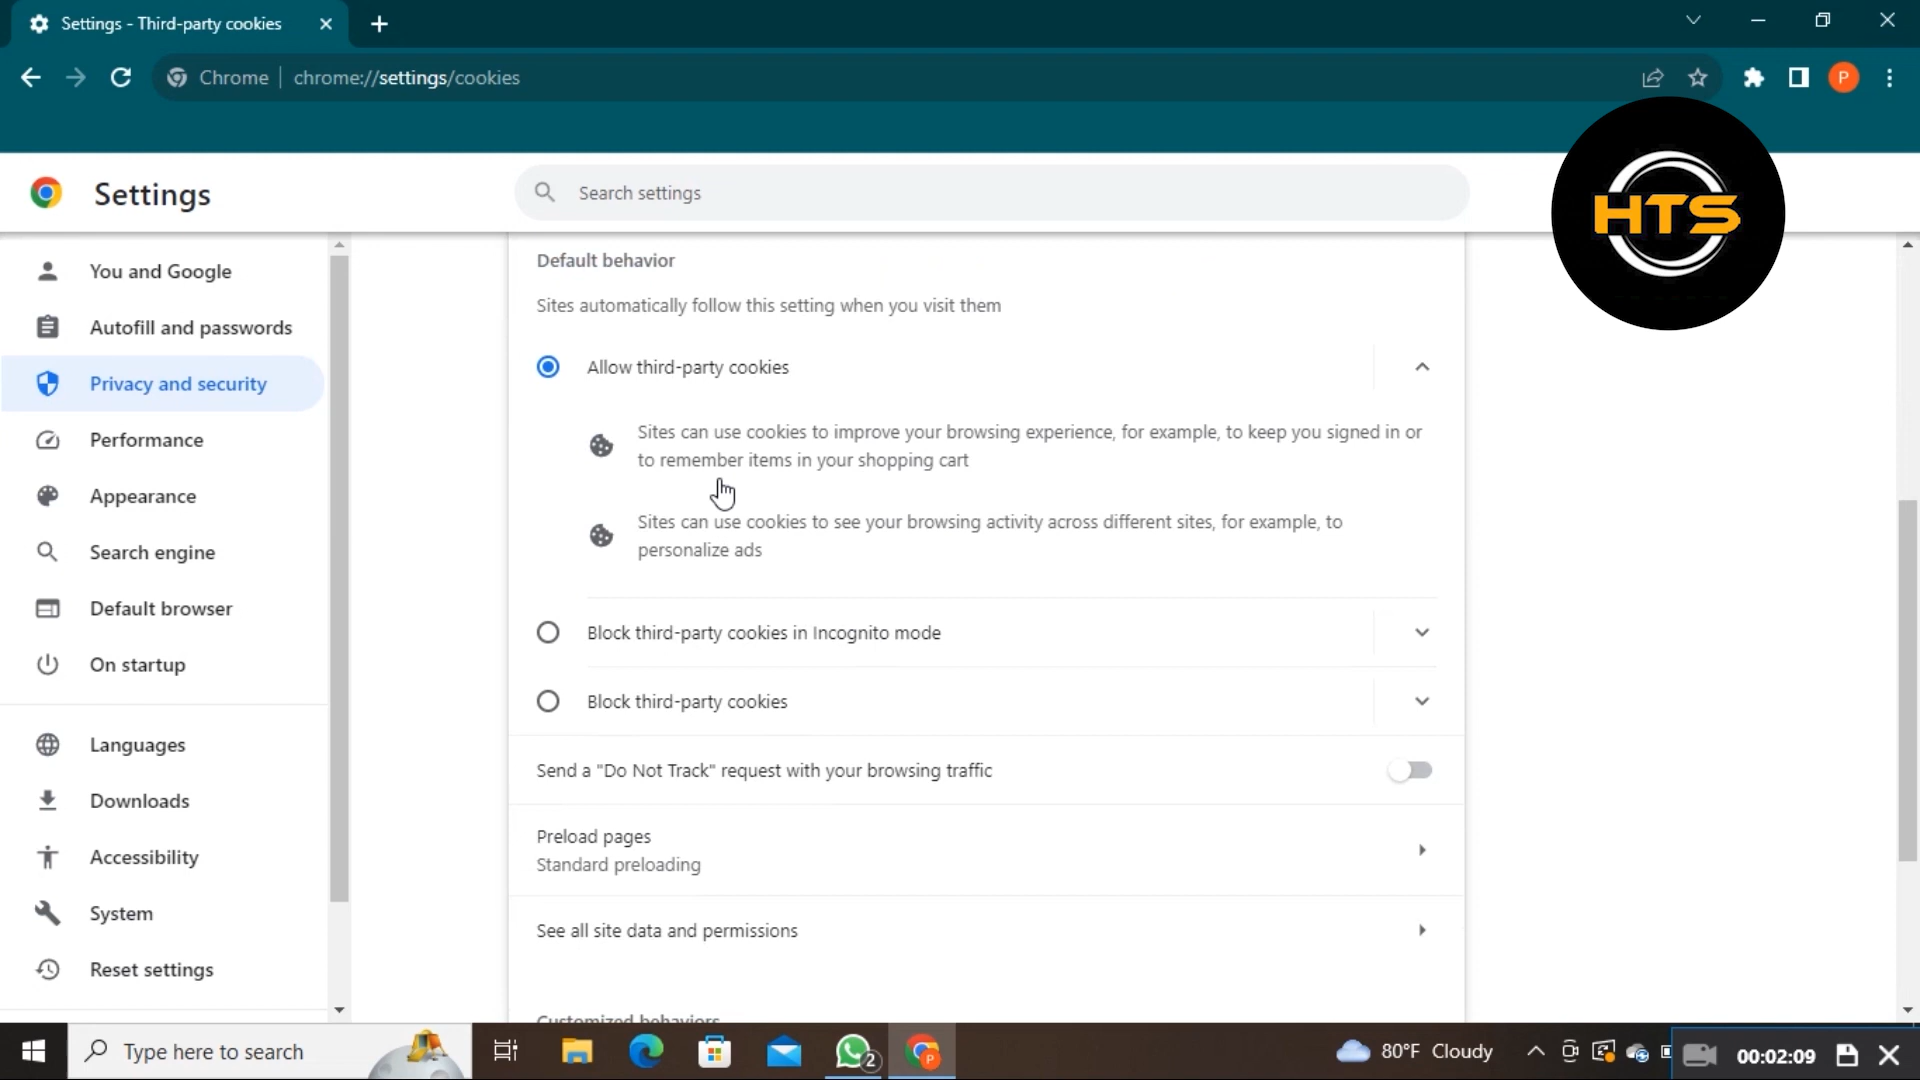 Settings - Third-party cookies
Chrome
chrome://settings/cookies
P
Settings
Search settings
HTS
You and Google
Autofill and passwords
Privacy and security
Performance
Appearance
Search engine
Default browser
On startup
Languages
Downloads
Accessibility
System
Reset settings
Default behavior
Sites automatically follow this setting when you visit them
Allow third-party cookies
Sites can use cookies to improve your browsing experience, for example, to keep you signed in or
to remember items in your shopping cart
Sites can use cookies to see your browsing activity across different sites, for example, to
personalize ads
Block third-party cookies in Incognito mode
Block third-party cookies
Send a "Do Not Track" request with your browsing traffic
Preload pages
Standard preloading
See all site data and permissions
Customized behaviors
Type here to search
2
P
80°F Cloudy
00:02:09